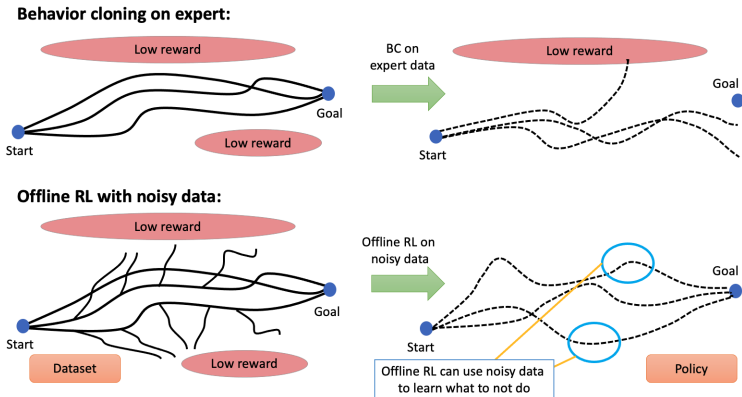 Behavior cloning on expert:
Low reward
Goal
Start
Low reward
BC on
expert data
Low reward
Goal
Start
Offline RL with noisy data:
Low reward
Goal
Start
Dataset
Low reward
Offline RL on
noisy data
Goal
Start
Offline RL can use noisy data
to learn what to not do
Policy